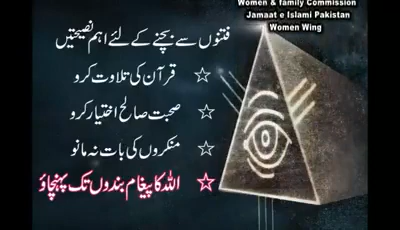 Women & family Commission
Jamaat e Islami Pakistan
Women Wing
فتنوں سے بچنے کے لئے اہم نصیحتیں
☆ قرآن کی تلاوت کرو
☆ صحبت صالح اختیار کرو
☆ منکروں کی بات نہ مانو
☆ اللہ کا پیغام بندوں تک پہنچاؤ